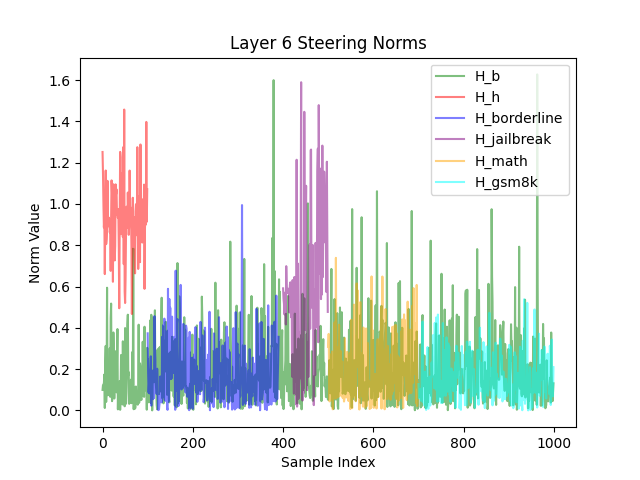 Layer 6 Steering Norms
Norm Value
1.6
1.4
1.2
1.0
0.8
0.6
0.4
0.2
0.0
H_b
H_h
H_borderline
H_jailbreak
H_math
H_gsm8k
0
200
400
600
800
1000
Sample Index